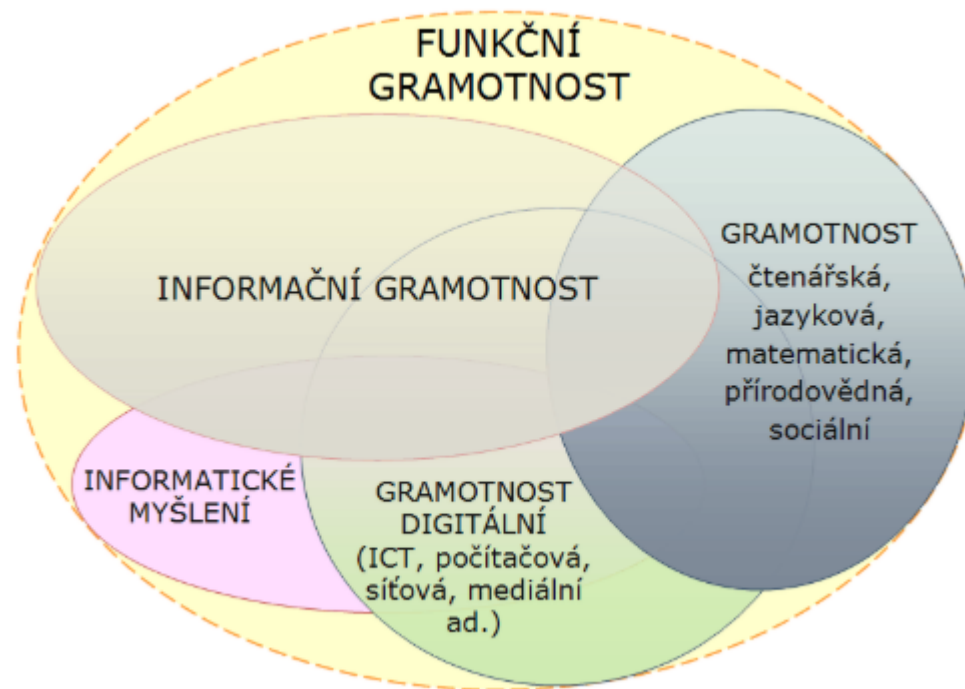 FUNKČNÍ
GRAMOTNOST
INFORMAČNÍ GRAMOTNOST
GRAMOTNOST
čtenářská,
jazyková,
matematická,
přírodovědná,
sociální
INFORMATICKÉ
MYŠLENÍ
GRAMOTNOST
DIGITÁLNÍ
(ICT, počítačová,
síťová, mediální
ad.)